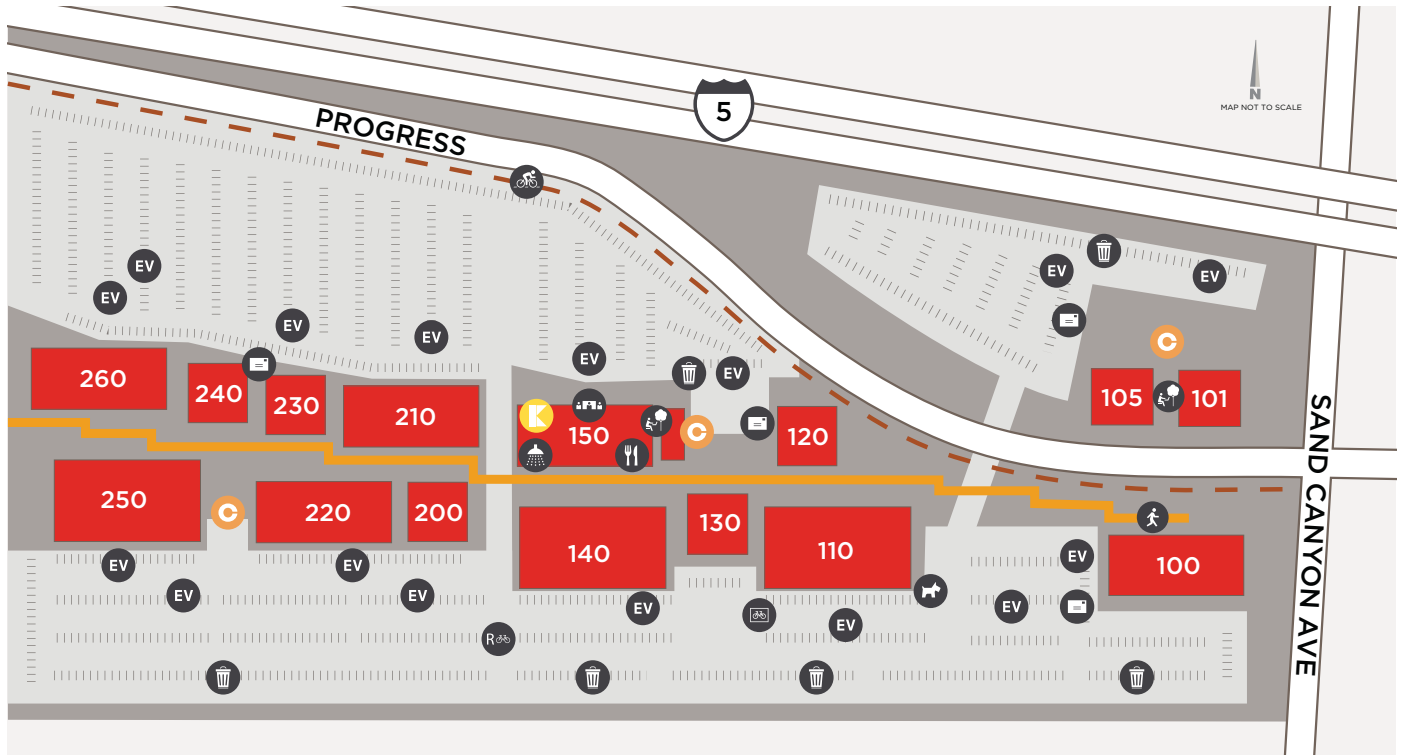 5
N
MAP NOT TO SCALE
PROGRESS
EV
EV
EV
EV
EV
EV
EV
EV
260
240
230
210
K
150
C
120
105
101
C
SAND CANYON AVE
250
C
220
200
140
130
110
100
EV
EV
EV
EV
EV
EV
EV
EV
R